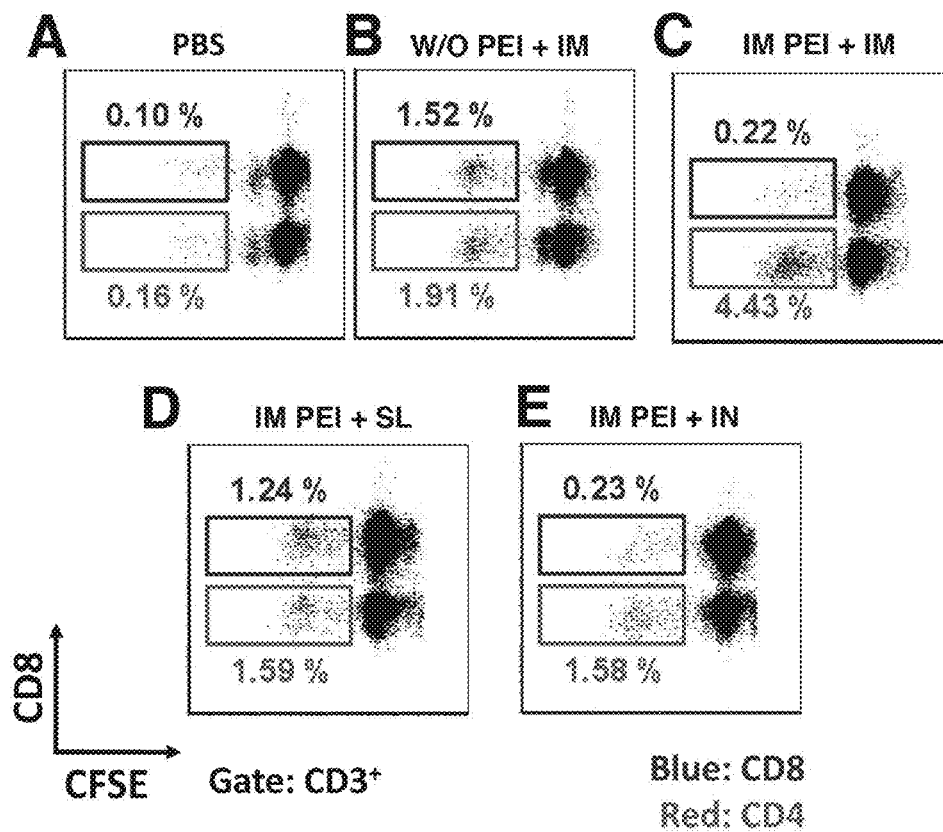 A PBS
B W/O PEI + IM
C IM PEI + IM
0.10 %
0.16 %
1.52 %
1.91 %
0.22 %
4.43 %
D IM PEI + SL
E IM PEI + IN
1.24 %
1.59 %
0.23 %
1.58 %
CD8
CFSE
Gate: CD3⁺
Blue: CD8
Red: CD4